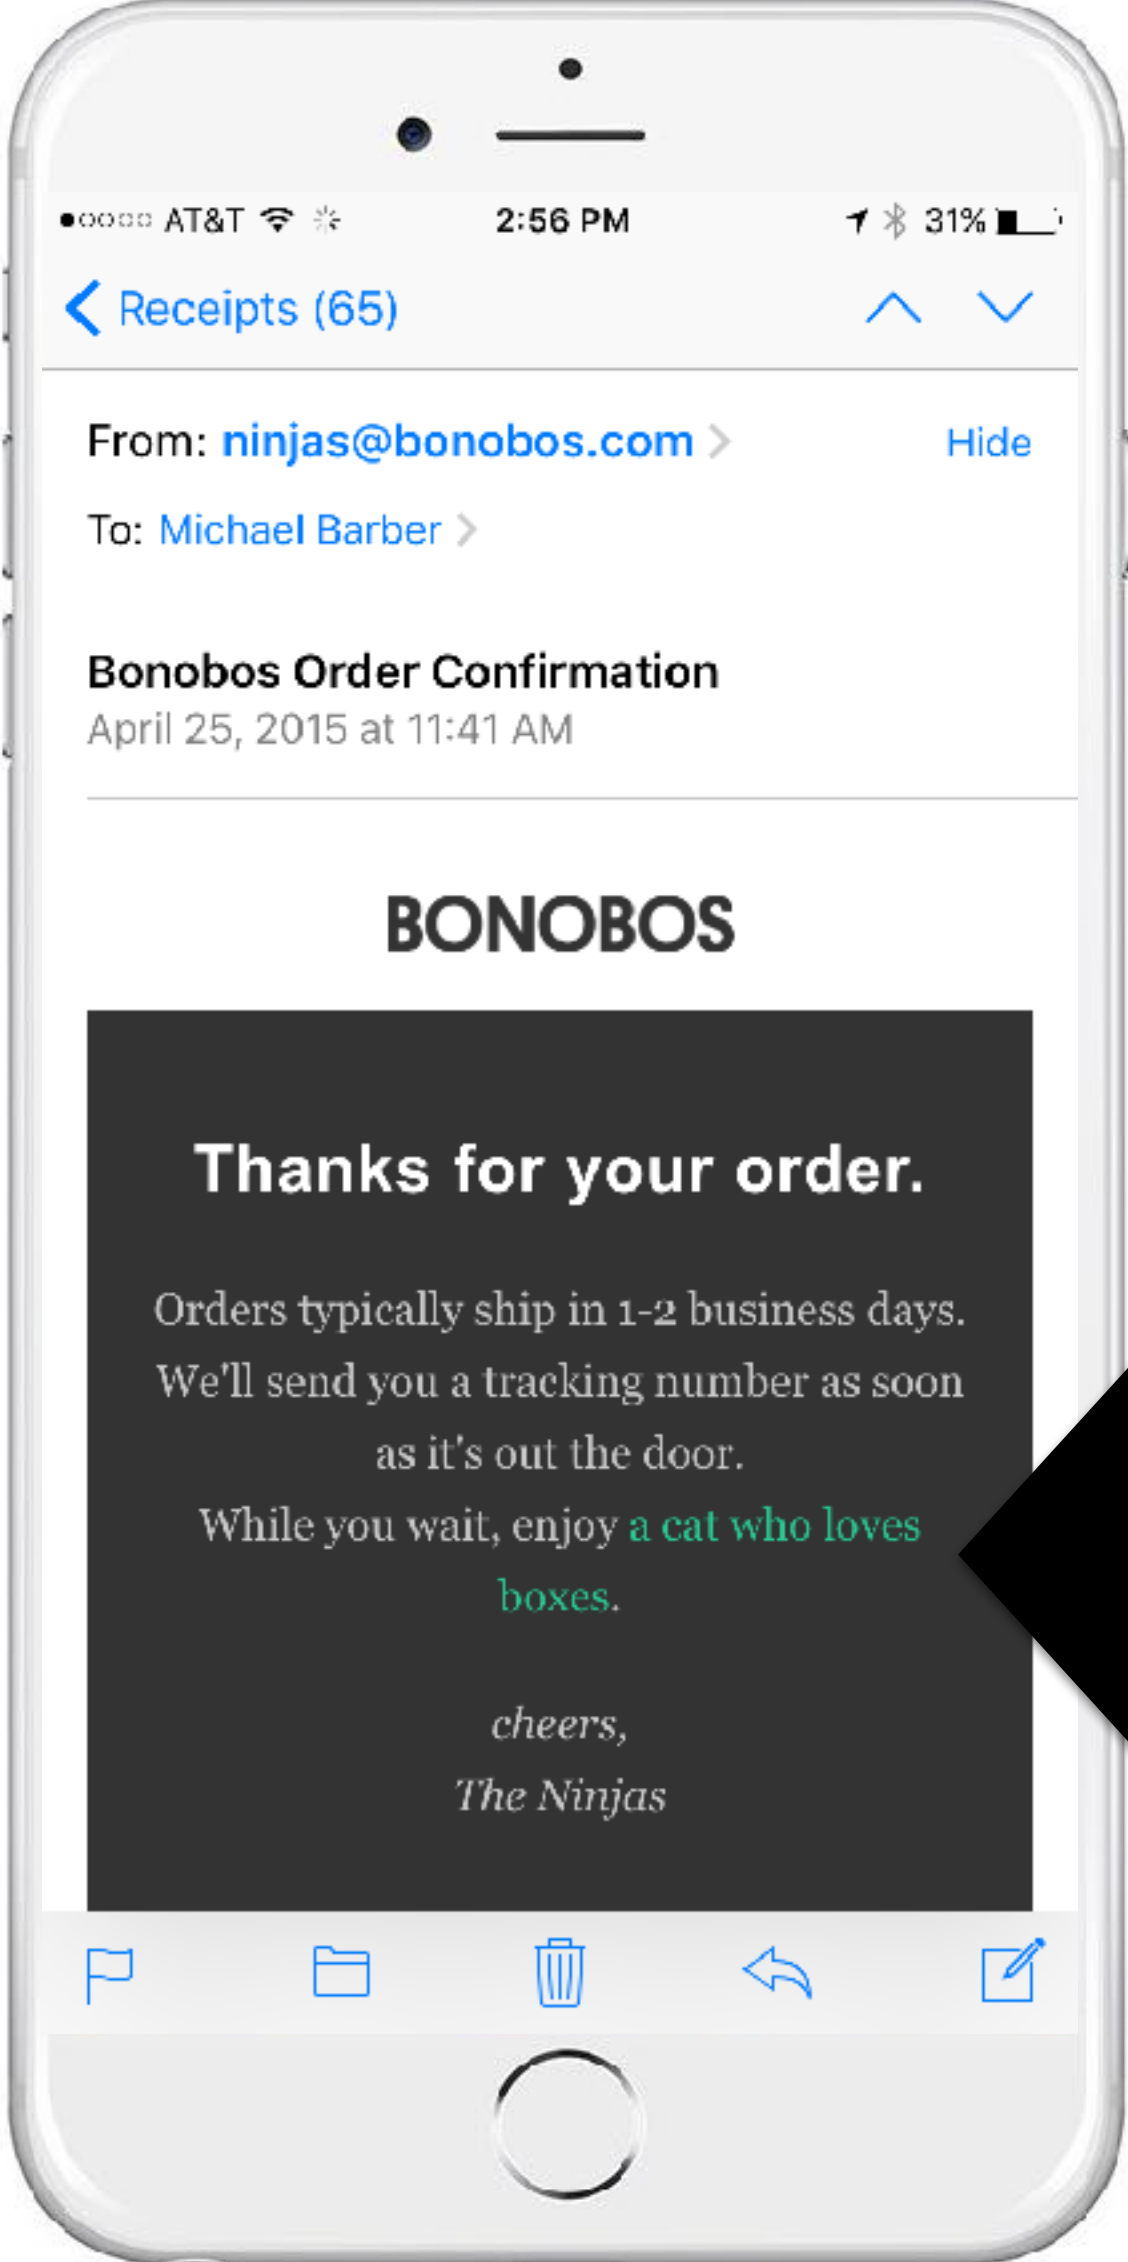 AT&T 2:56 PM 31%
Receipts (65)
From: ninjas@bonobos.com Hide
To: Michael Barber
Bonobos Order Confirmation
April 25, 2015 at 11:41 AM
BONOBOS
Thanks for your order.
Orders typically ship in 1-2 business days.
We'll send you a tracking number as soon
as it's out the door.
While you wait, enjoy a cat who loves
boxes.
cheers,
The Ninjas